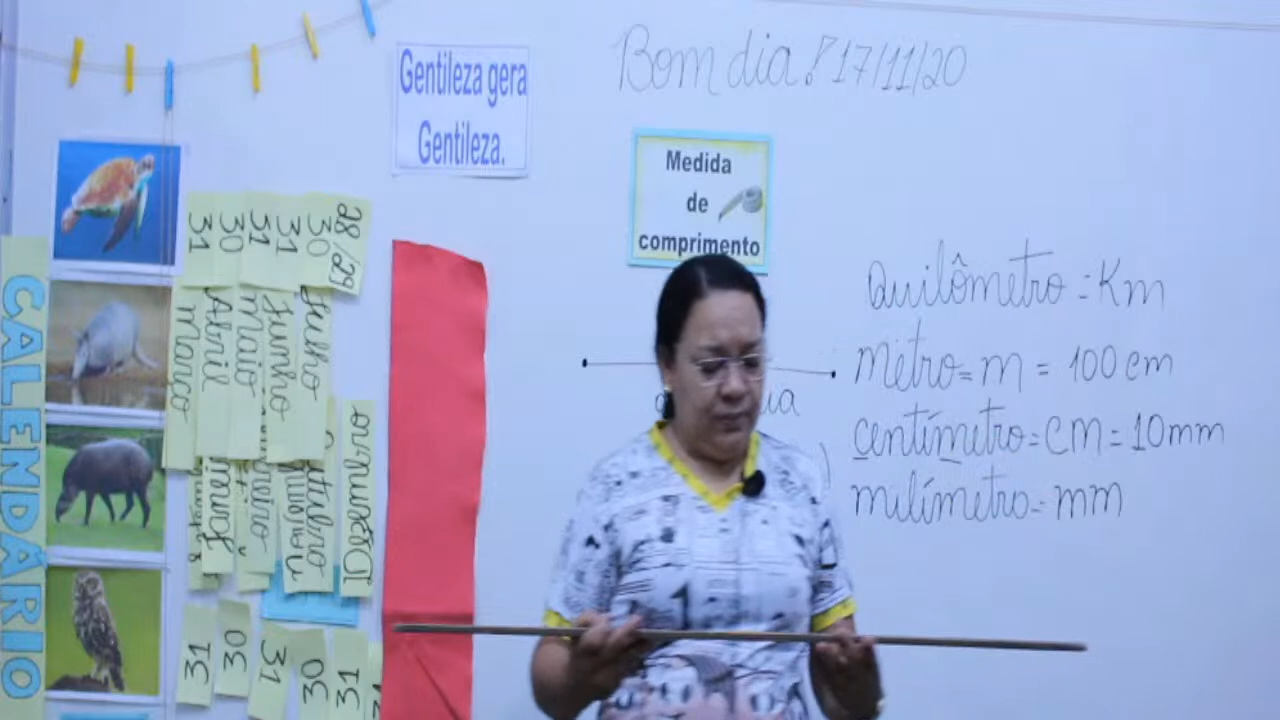 Bom dia! 17/11/20
Gentileza gera
Gentileza.
Medida
de
comprimento
Quilômetro = Km
metro = m = 100 cm
centímetro = cm = 10 mm
milímetro = mm
CALENDÁRIO
31
30
31
31
30
28/29
Março
Abril
Maio
Junho
Julho
Janei
Dezembro
31
30
31
30
31